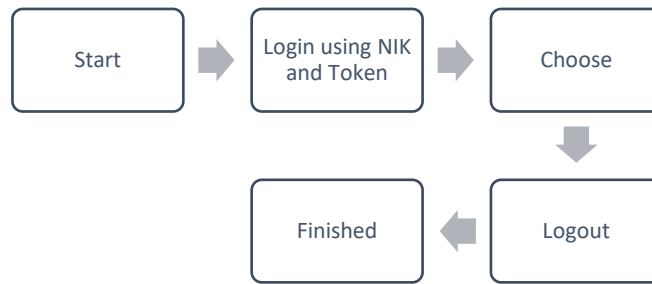 Start
Login using NIK
and Token
Choose
Logout
Finished